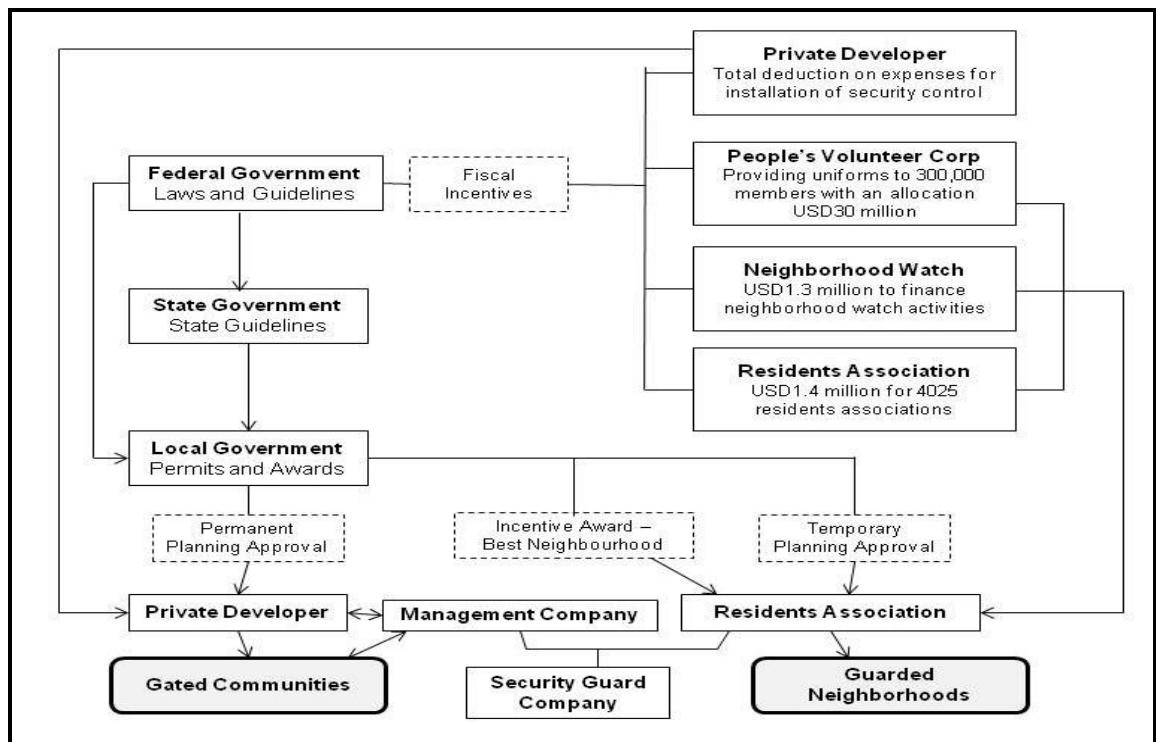 Private Developer
Total deduction on expenses for
installation of security control
Federal Government
Laws and Guidelines
Fiscal
Incentives
People's Volunteer Corp
Providing uniforms to 300,000
members with an allocation
USD30 million
Neighborhood Watch
USD1.3 million to finance
neighborhood watch activities
State Government
State Guidelines
Residents Association
USD1.4 million for 4025
residents associations
Local Government
Permits and Awards
Permanent
Planning Approval
Incentive Award –
Best Neighbourhood
Temporary
Planning Approval
Private Developer
Management Company
Residents Association
Gated Communities
Security Guard
Company
Guarded
Neighborhoods